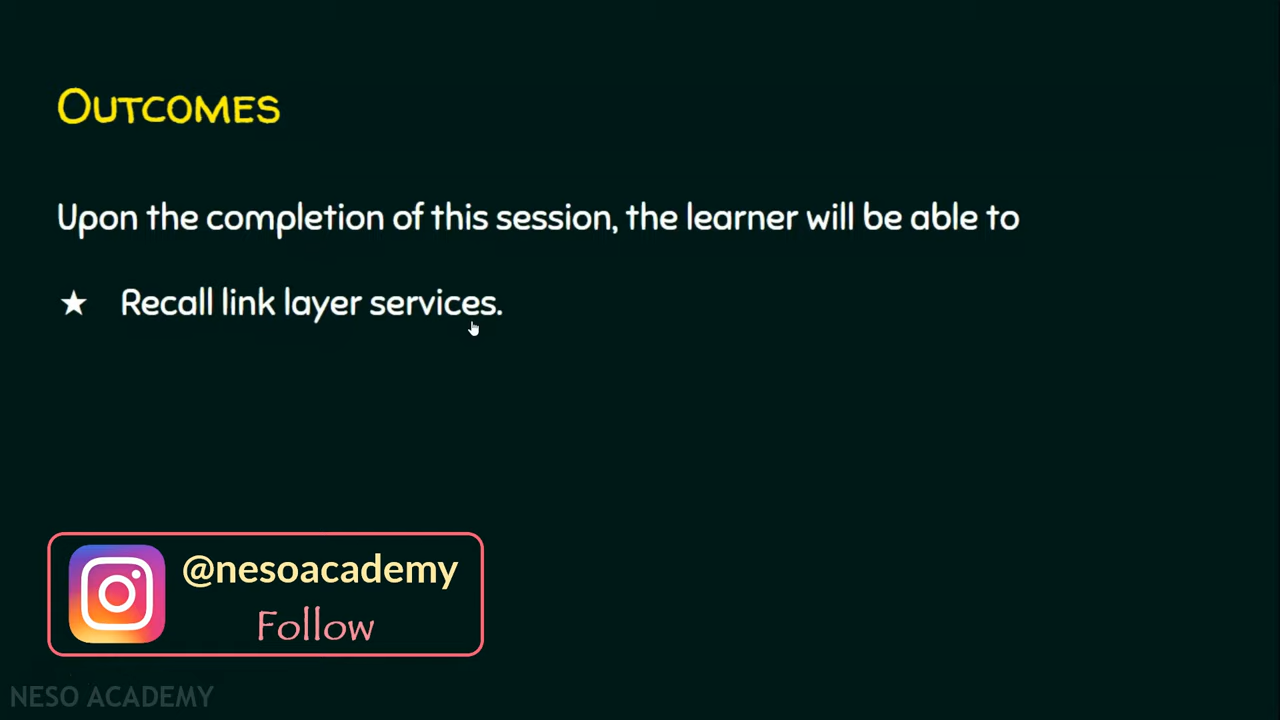 OUTCOMES
Upon the completion of this session, the learner will be able to
★ Recall link layer services.
@nesoacademy
Follow
NESO ACADEMY